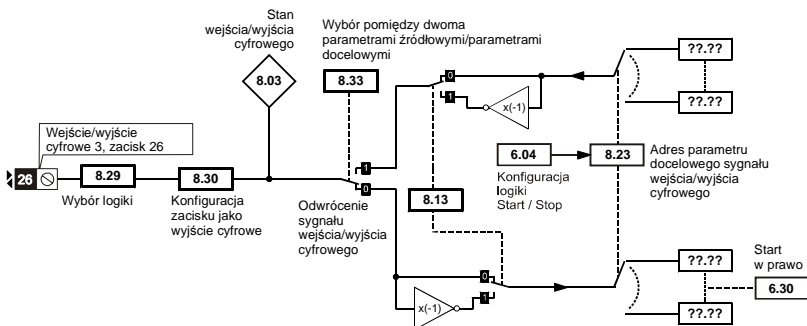 Stan
wejścia/wyjścia
cyfrowego
8.03
Wybór pomiędzy dwoma
parametrami źródłowymi/parametrami
docelowymi
8.33
0
1
x(-1)
??.??
??.??
Wejście/wyjście
cyfrowe 3, zacisk 26
26
8.29
Wybór logiki
8.30
Konfiguracja
zacisku jako
wyjście cyfrowe
1
0
Odwrócenie
sygnału
wejścia/wyjścia
cyfrowego
8.13
6.04
Konfiguracja
logiki
Start / Stop
8.23
Adres parametru
docelowego sygnału
wejścia/wyjścia
cyfrowego
0
1
x(-1)
??.??
??.??
Start
w prawo
6.30